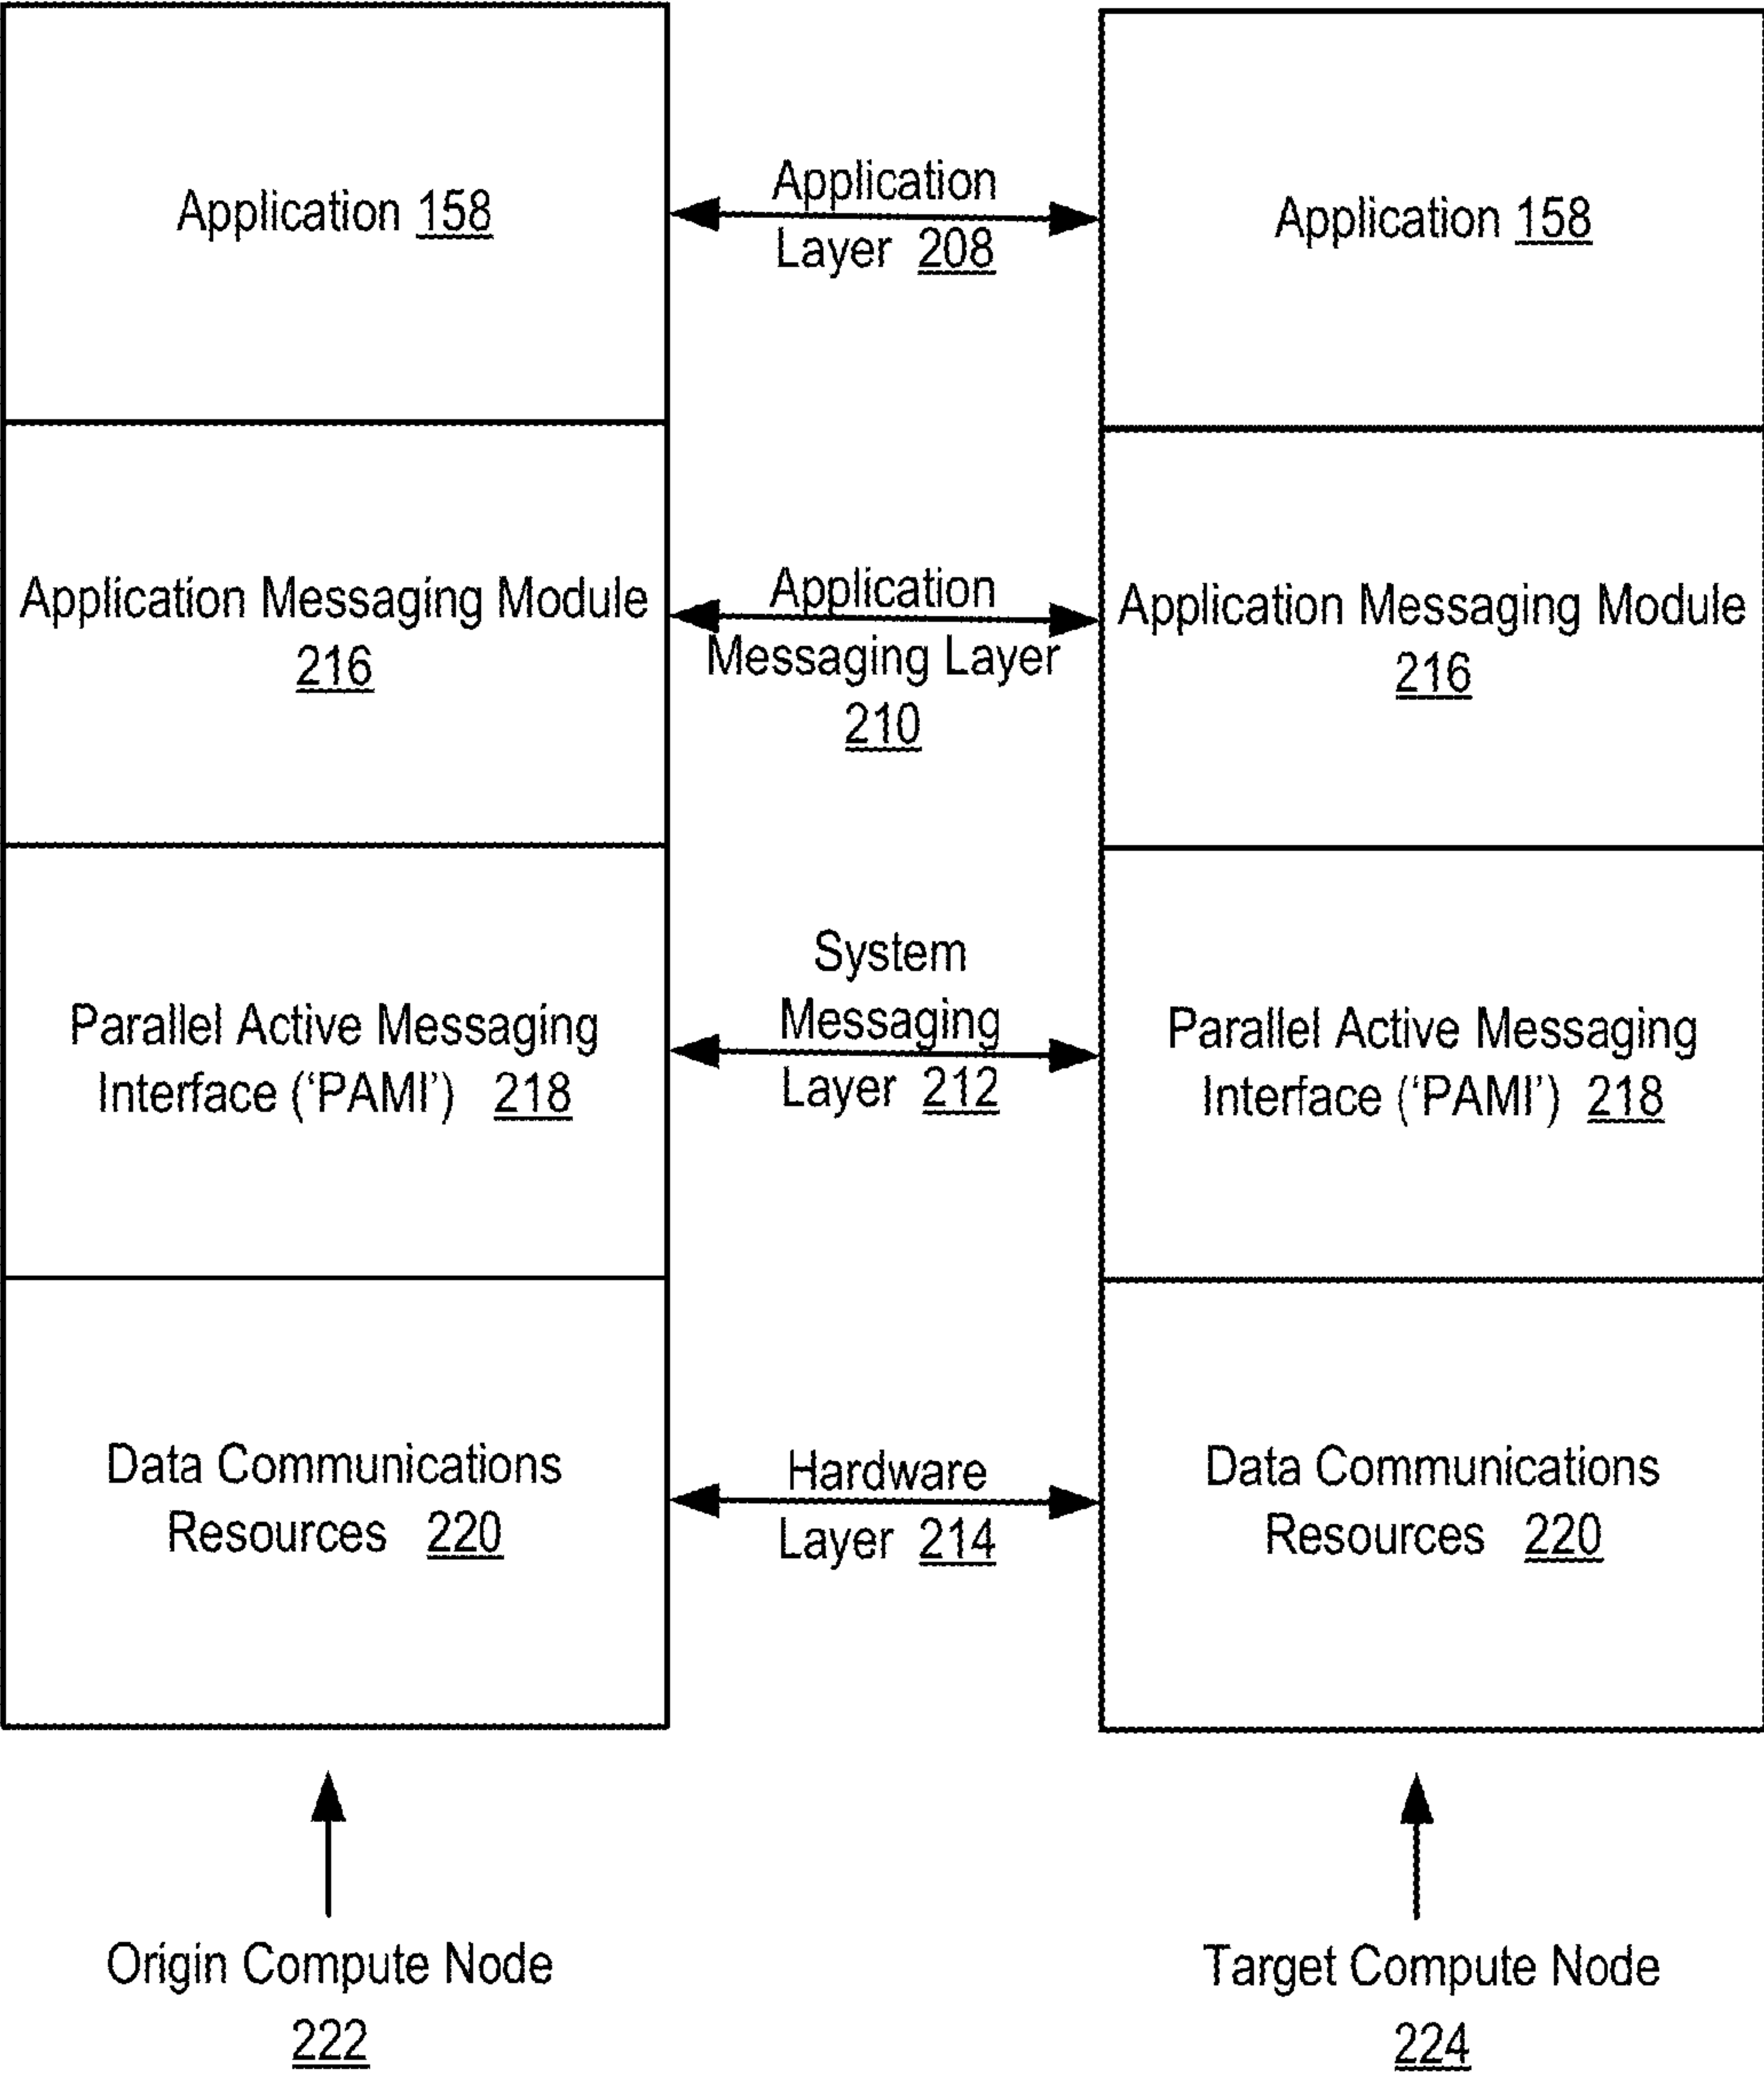 Application 158
Application
Layer 208
Application 158
Application Messaging Module
216
Application
Messaging Layer
210
Application Messaging Module
216
Parallel Active Messaging
Interface (‘PAMI’) 218
System
Messaging
Layer 212
Parallel Active Messaging
Interface (‘PAMI’) 218
Data Communications
Resources 220
Hardware
Layer 214
Data Communications
Resources 220
Origin Compute Node
222
Target Compute Node
224